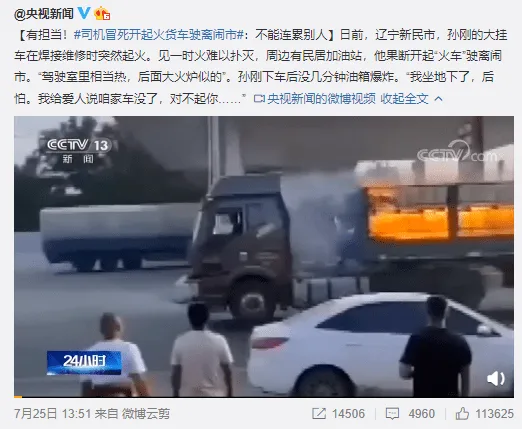 @央视新闻
【有担当！#司机冒死开起火货车驶离闹市#：不能连累别人】日前，辽宁新民市，孙刚的大挂
车在焊接维修时突然起火。见一时火难以扑灭，周边有民居加油站，他果断开起“火车”驶离闹
市。“驾驶室里相当热，后面大火炉似的”。孙刚下车后没几分钟油箱爆炸。“我坐地下了，后
怕。我给爱人说咱家车没了，对不起你……” 央视新闻的微博视频 收起全文
CCTV 13
新闻
CCTV.com
24小时
7月25日 13:51 来自 微博云剪
14506
4960
113625